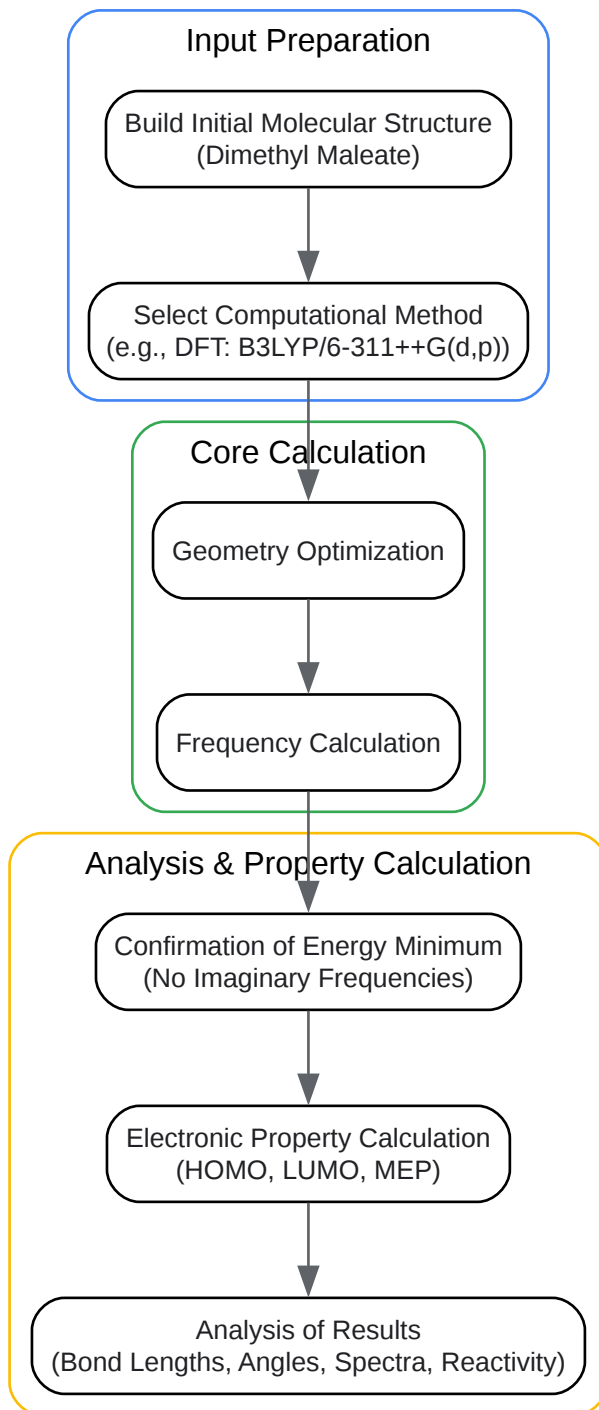 Input Preparation
Build Initial Molecular Structure
(Dimethyl Maleate)
Select Computational Method
(e.g., DFT: B3LYP/6-311++G(d,p))
Core Calculation
Geometry Optimization
Frequency Calculation
Analysis & Property Calculation
Confirmation of Energy Minimum
(No Imaginary Frequencies)
Electronic Property Calculation
(HOMO, LUMO, MEP)
Analysis of Results
(Bond Lengths, Angles, Spectra, Reactivity)